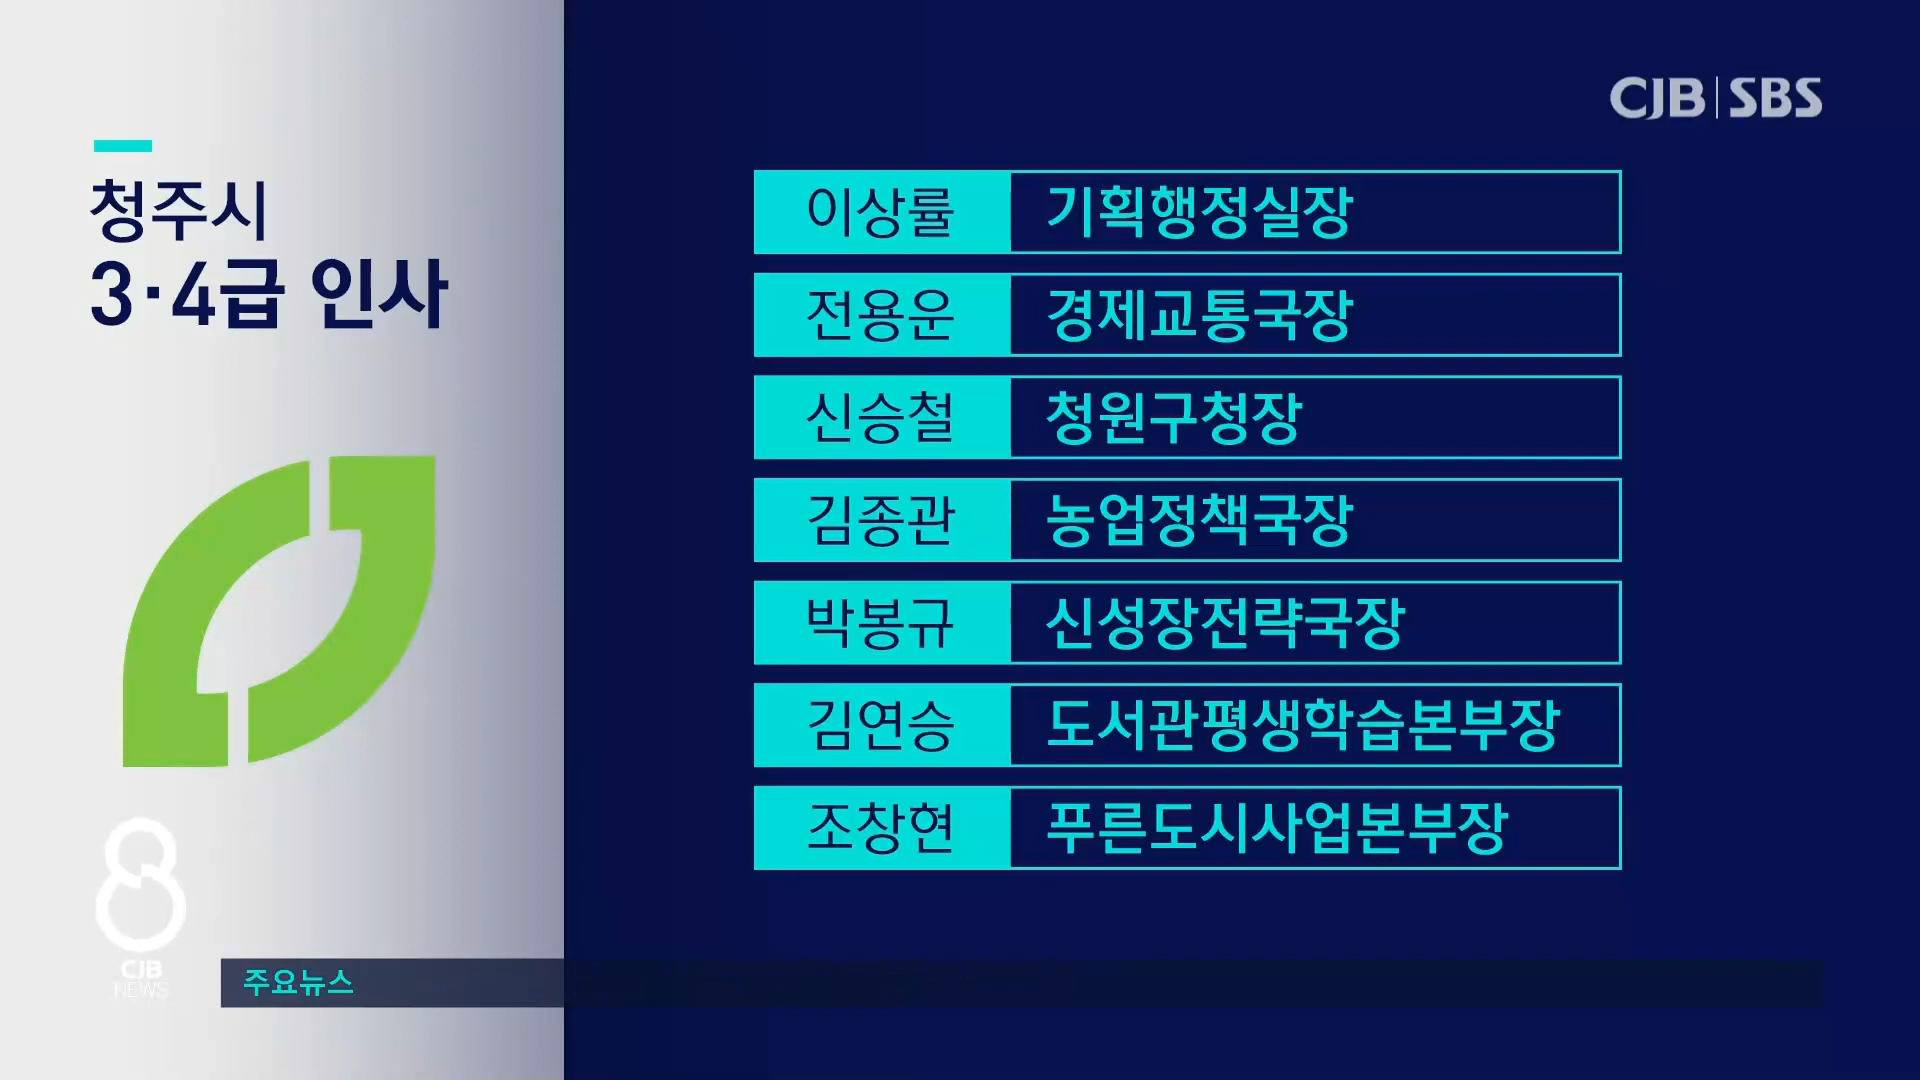 CJB SBS
청주시
3·4급 인사
이상률 기획행정실장
전용운 경제교통국장
신승철 청원구청장
김종관 농업정책국장
박봉규 신성장전략국장
김연승 도서관평생학습본부장
조창현 푸른도시사업본부장
8
CJB
NEWS
주요뉴스